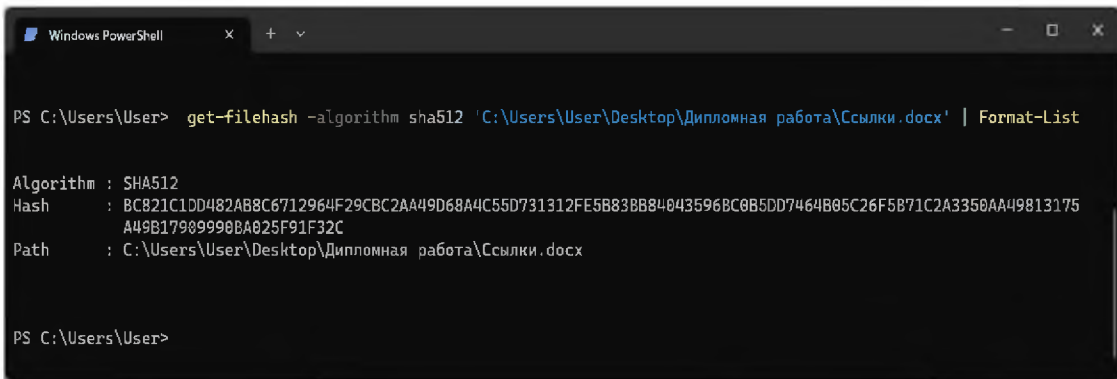 Windows PowerShell
PS C:\Users\User> get-filehash -algorithm sha512 'C:\Users\User\Desktop\Дипломная работа\Ссылки.docx' | Format-List
Algorithm : SHA512
Hash : BC821C1DD482AB8C6712964F29CBC2AA49D68A4C55D731312FE5B83BB84043596BC0B5DD7464B05C26F5B71C2A3350AA49813175
A49B17909990BA025F91F32C
Path : C:\Users\User\Desktop\Дипломная работа\Ссылки.docx
PS C:\Users\User>